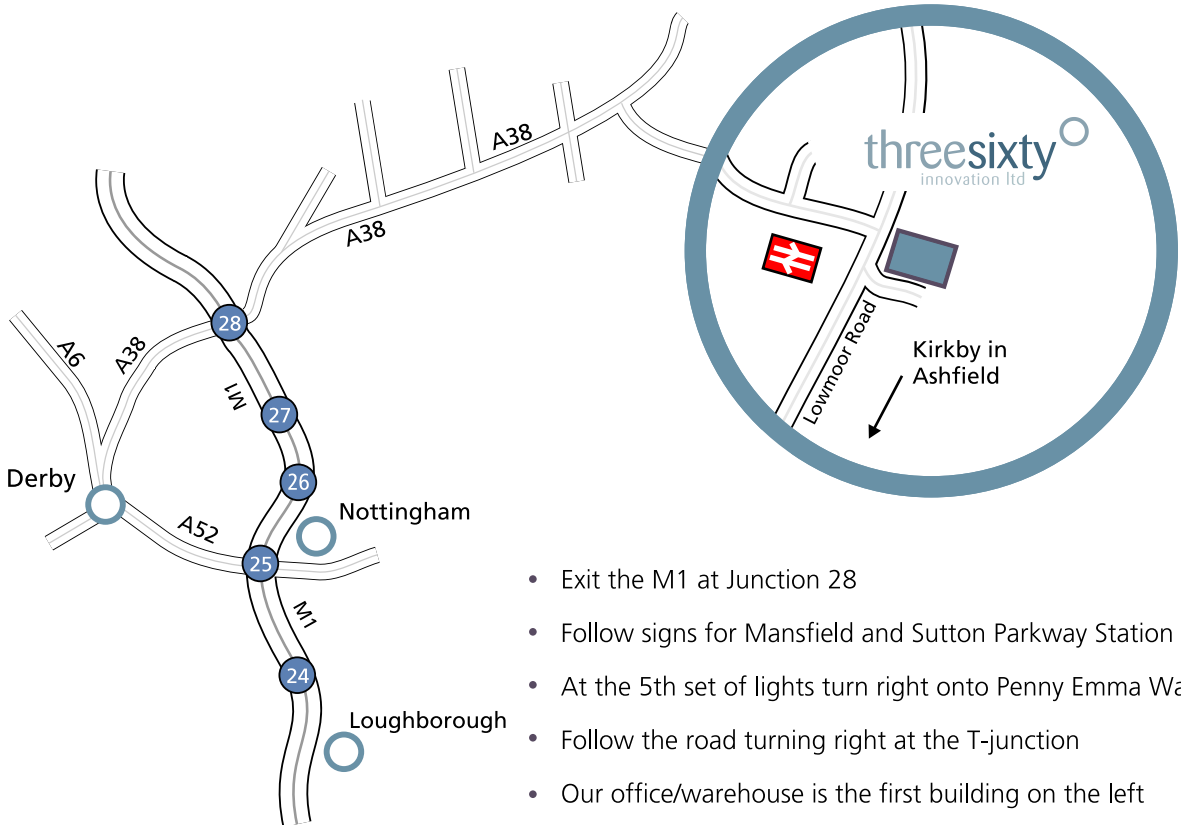 A38
A38
threesixty
innovation ltd
28
A6
A38
M1
Lowmoor Road
Kirkby in
Ashfield
27
26
Derby
Nottingham
A52
25
M1
24
Loughborough
• Exit the M1 at Junction 28
• Follow signs for Mansfield and Sutton Parkway Station
• At the 5th set of lights turn right onto Penny Emma Wa
• Follow the road turning right at the T-junction
• Our office/warehouse is the first building on the left